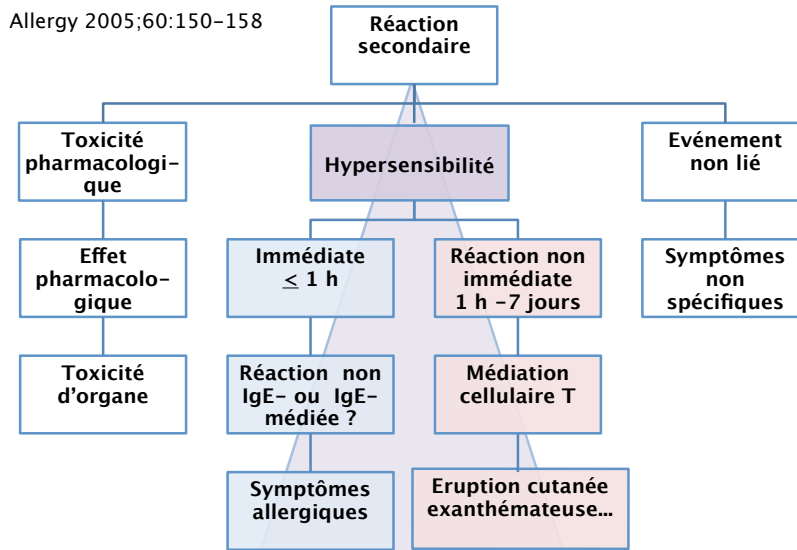 Allergy 2005;60:150–158
Réaction
secondaire
Toxicité
pharmacologi–
que
Hypersensibilité
Evénement
non lié
Effet
pharmacolo–
gique
Immédiate
≤ 1 h
Réaction non
immédiate
1 h –7 jours
Symptômes
non
spécifiques
Toxicité
d'organe
Réaction non
IgE– ou IgE–
médiée ?
Médiation
cellulaire T
Symptômes
allergiques
Eruption cutanée
exanthémateuse...